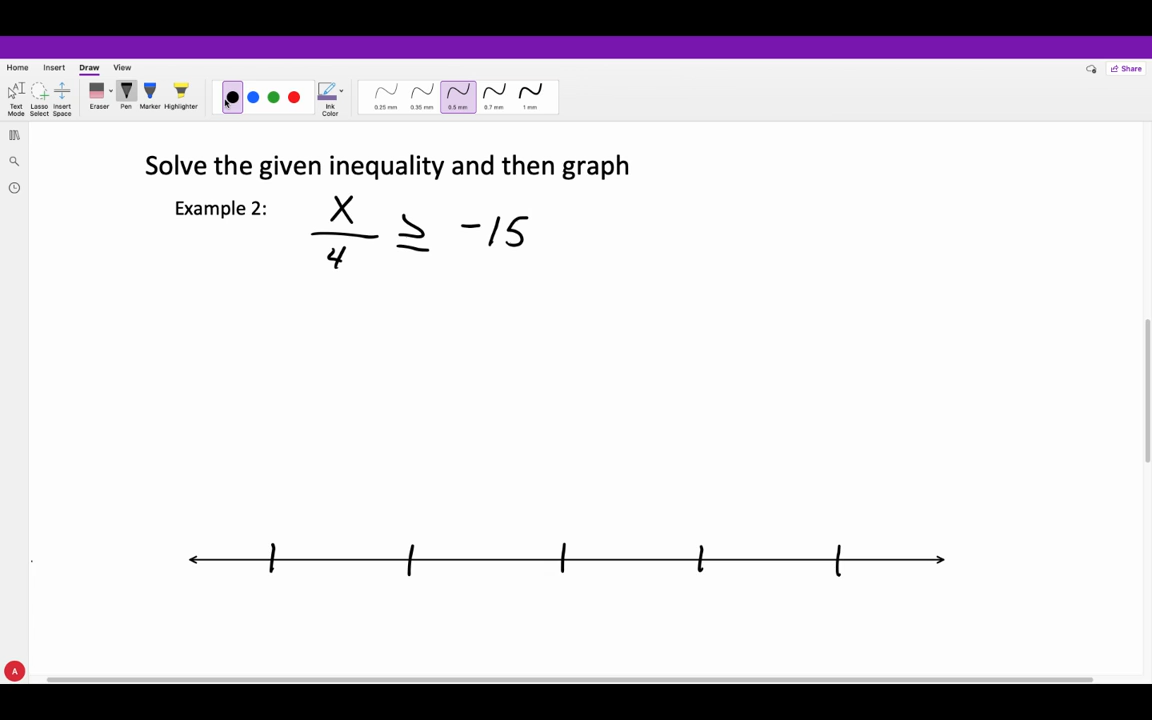 Home Insert Draw View
Share
Text Mode Lasso Select Insert Space Eraser Pen Marker Highlighter Ink Color 0.25 mm 0.35 mm 0.5 mm 0.7 mm 1 mm
Solve the given inequality and then graph
Example 2: x/4 ≥ -15
A